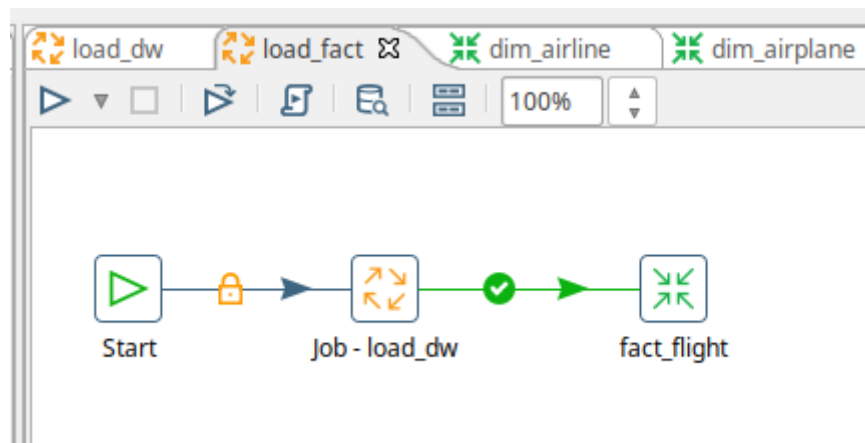 load_dw load_fact dim_airline dim_airplane
100%
Start Job - load_dw fact_flight